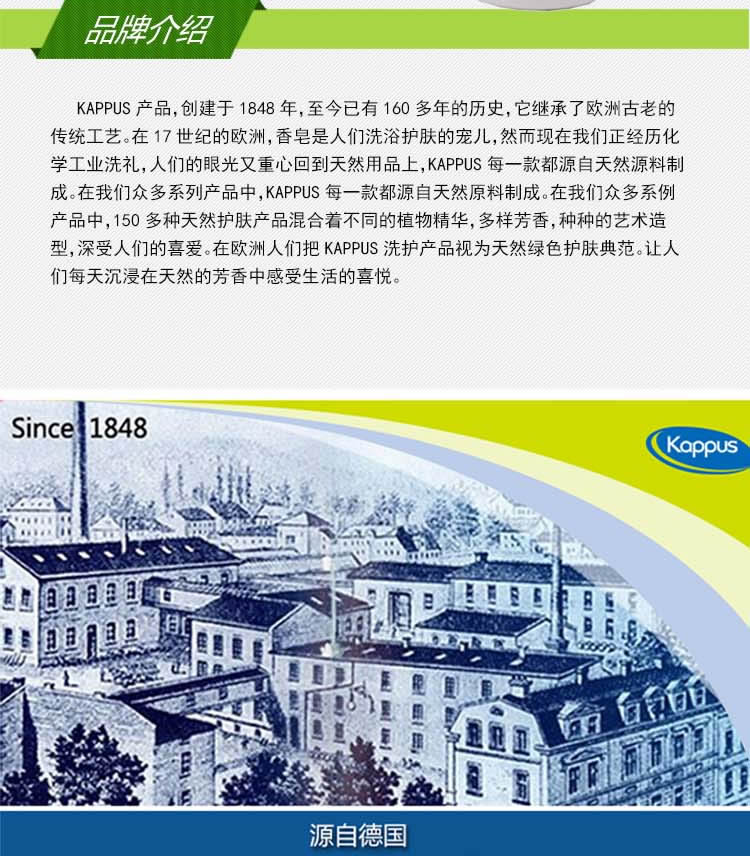 品牌介绍
KAPPUS 产品,创建于 1848 年,至今已有 160 多年的历史,它继承了欧洲古老的
传统工艺。在 17 世纪的欧洲,香皂是人们洗浴护肤的宠儿,然而现在我们正经历化
学工业洗礼,人们的眼光又重心回到天然用品上,KAPPUS 每一款都源自天然源料制
成。在我们众多系列产品中,KAPPUS 每一款都源自天然原料制成。在我们众多系例
产品中,150 多种天然护肤产品混合着不同的植物精华,多样芳香,种种的艺术造
型,深受人们的喜爱。在欧洲人们把 KAPPUS 洗护产品视为天然绿色护肤典范。让人
们每天沉浸在天然的芳香中感受生活的喜悦。
Since 1848
Kappus
源自德国